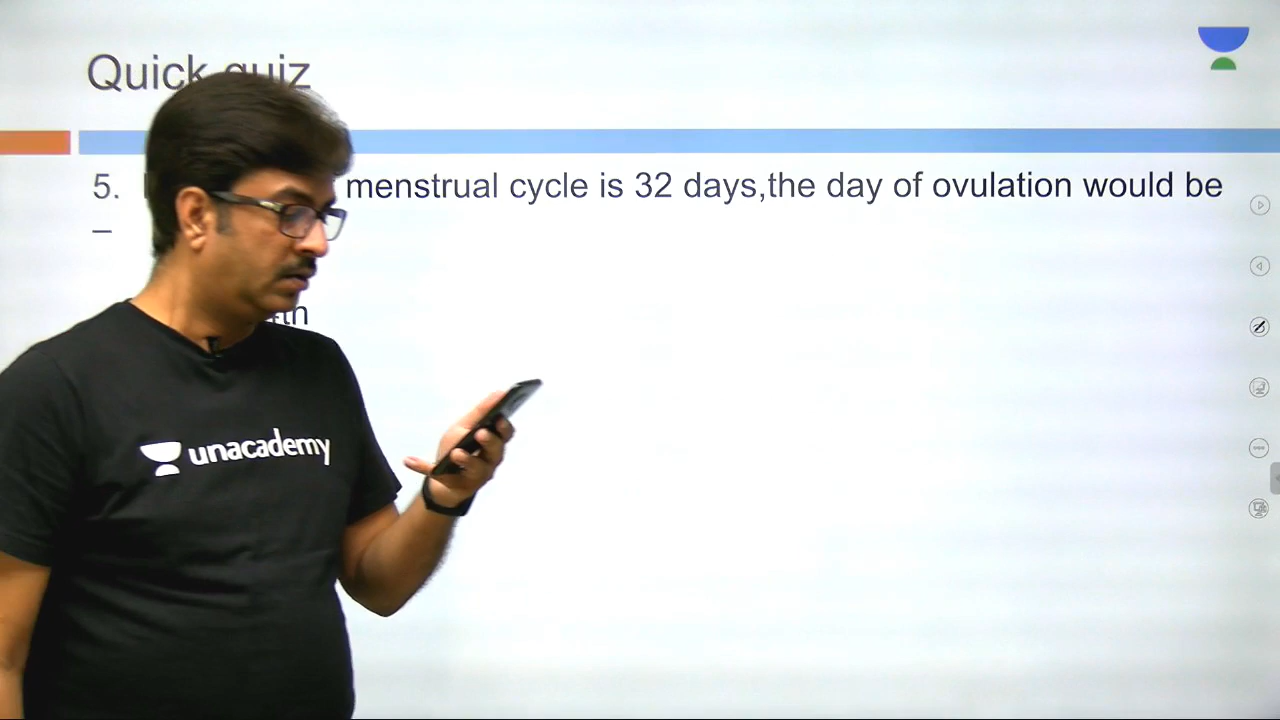 Quick quiz
5. menstrual cycle is 32 days,the day of ovulation would be
–
unacademy